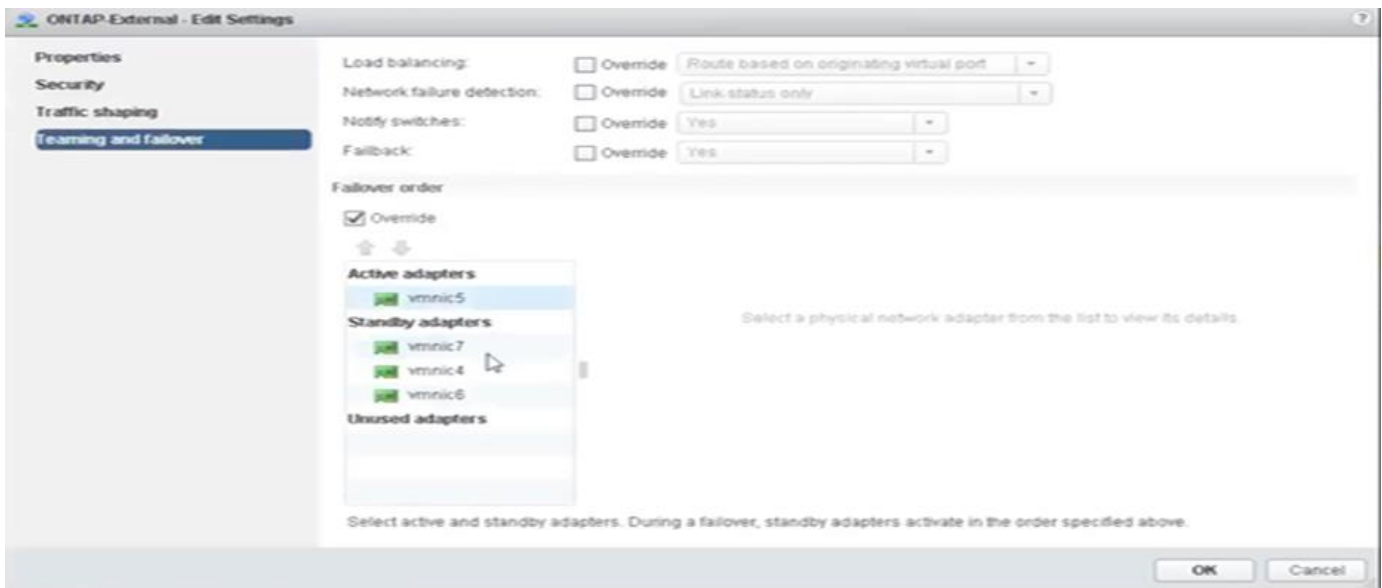 ONTAP-External - Edit Settings
?
Properties
Security
Traffic shaping
Teaming and failover
Load balancing: Override Route based on originating virtual port
Network failure detection: Override Link status only
Notify switches: Override Yes
Failback: Override Yes
Failover order
Override
Active adapters
vmnic5
Standby adapters
vmnic7
vmnic4
vmnic6
Unused adapters
Select a physical network adapter from the list to view its details.
Select active and standby adapters. During a failover, standby adapters activate in the order specified above.
OK Cancel